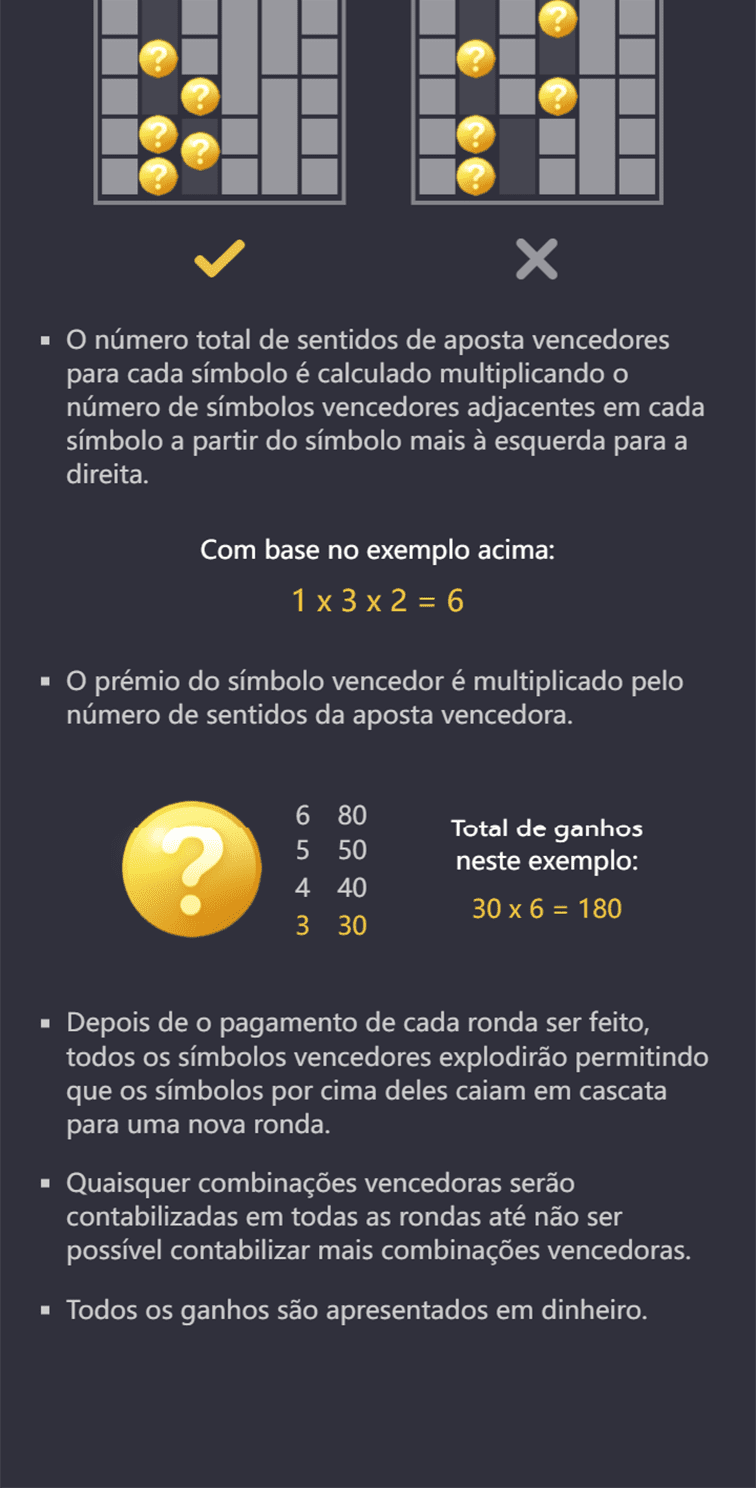 ?
?
?
?
?
?
?
?
?
?
O número total de sentidos de aposta vencedores
para cada símbolo é calculado multiplicando o
número de símbolos vencedores adjacentes em cada
símbolo a partir do símbolo mais à esquerda para a
direita.
Com base no exemplo acima:
1 x 3 x 2 = 6
O prémio do símbolo vencedor é multiplicado pelo
número de sentidos da aposta vencedora.
?
6 80
5 50
4 40
3 30
Total de ganhos
neste exemplo:
30 x 6 = 180
Depois de o pagamento de cada ronda ser feito,
todos os símbolos vencedores explodirão permitindo
que os símbolos por cima deles caiam em cascata
para uma nova ronda.
Quaisquer combinações vencedoras serão
contabilizadas em todas as rondas até não ser
possível contabilizar mais combinações vencedoras.
Todos os ganhos são apresentados em dinheiro.